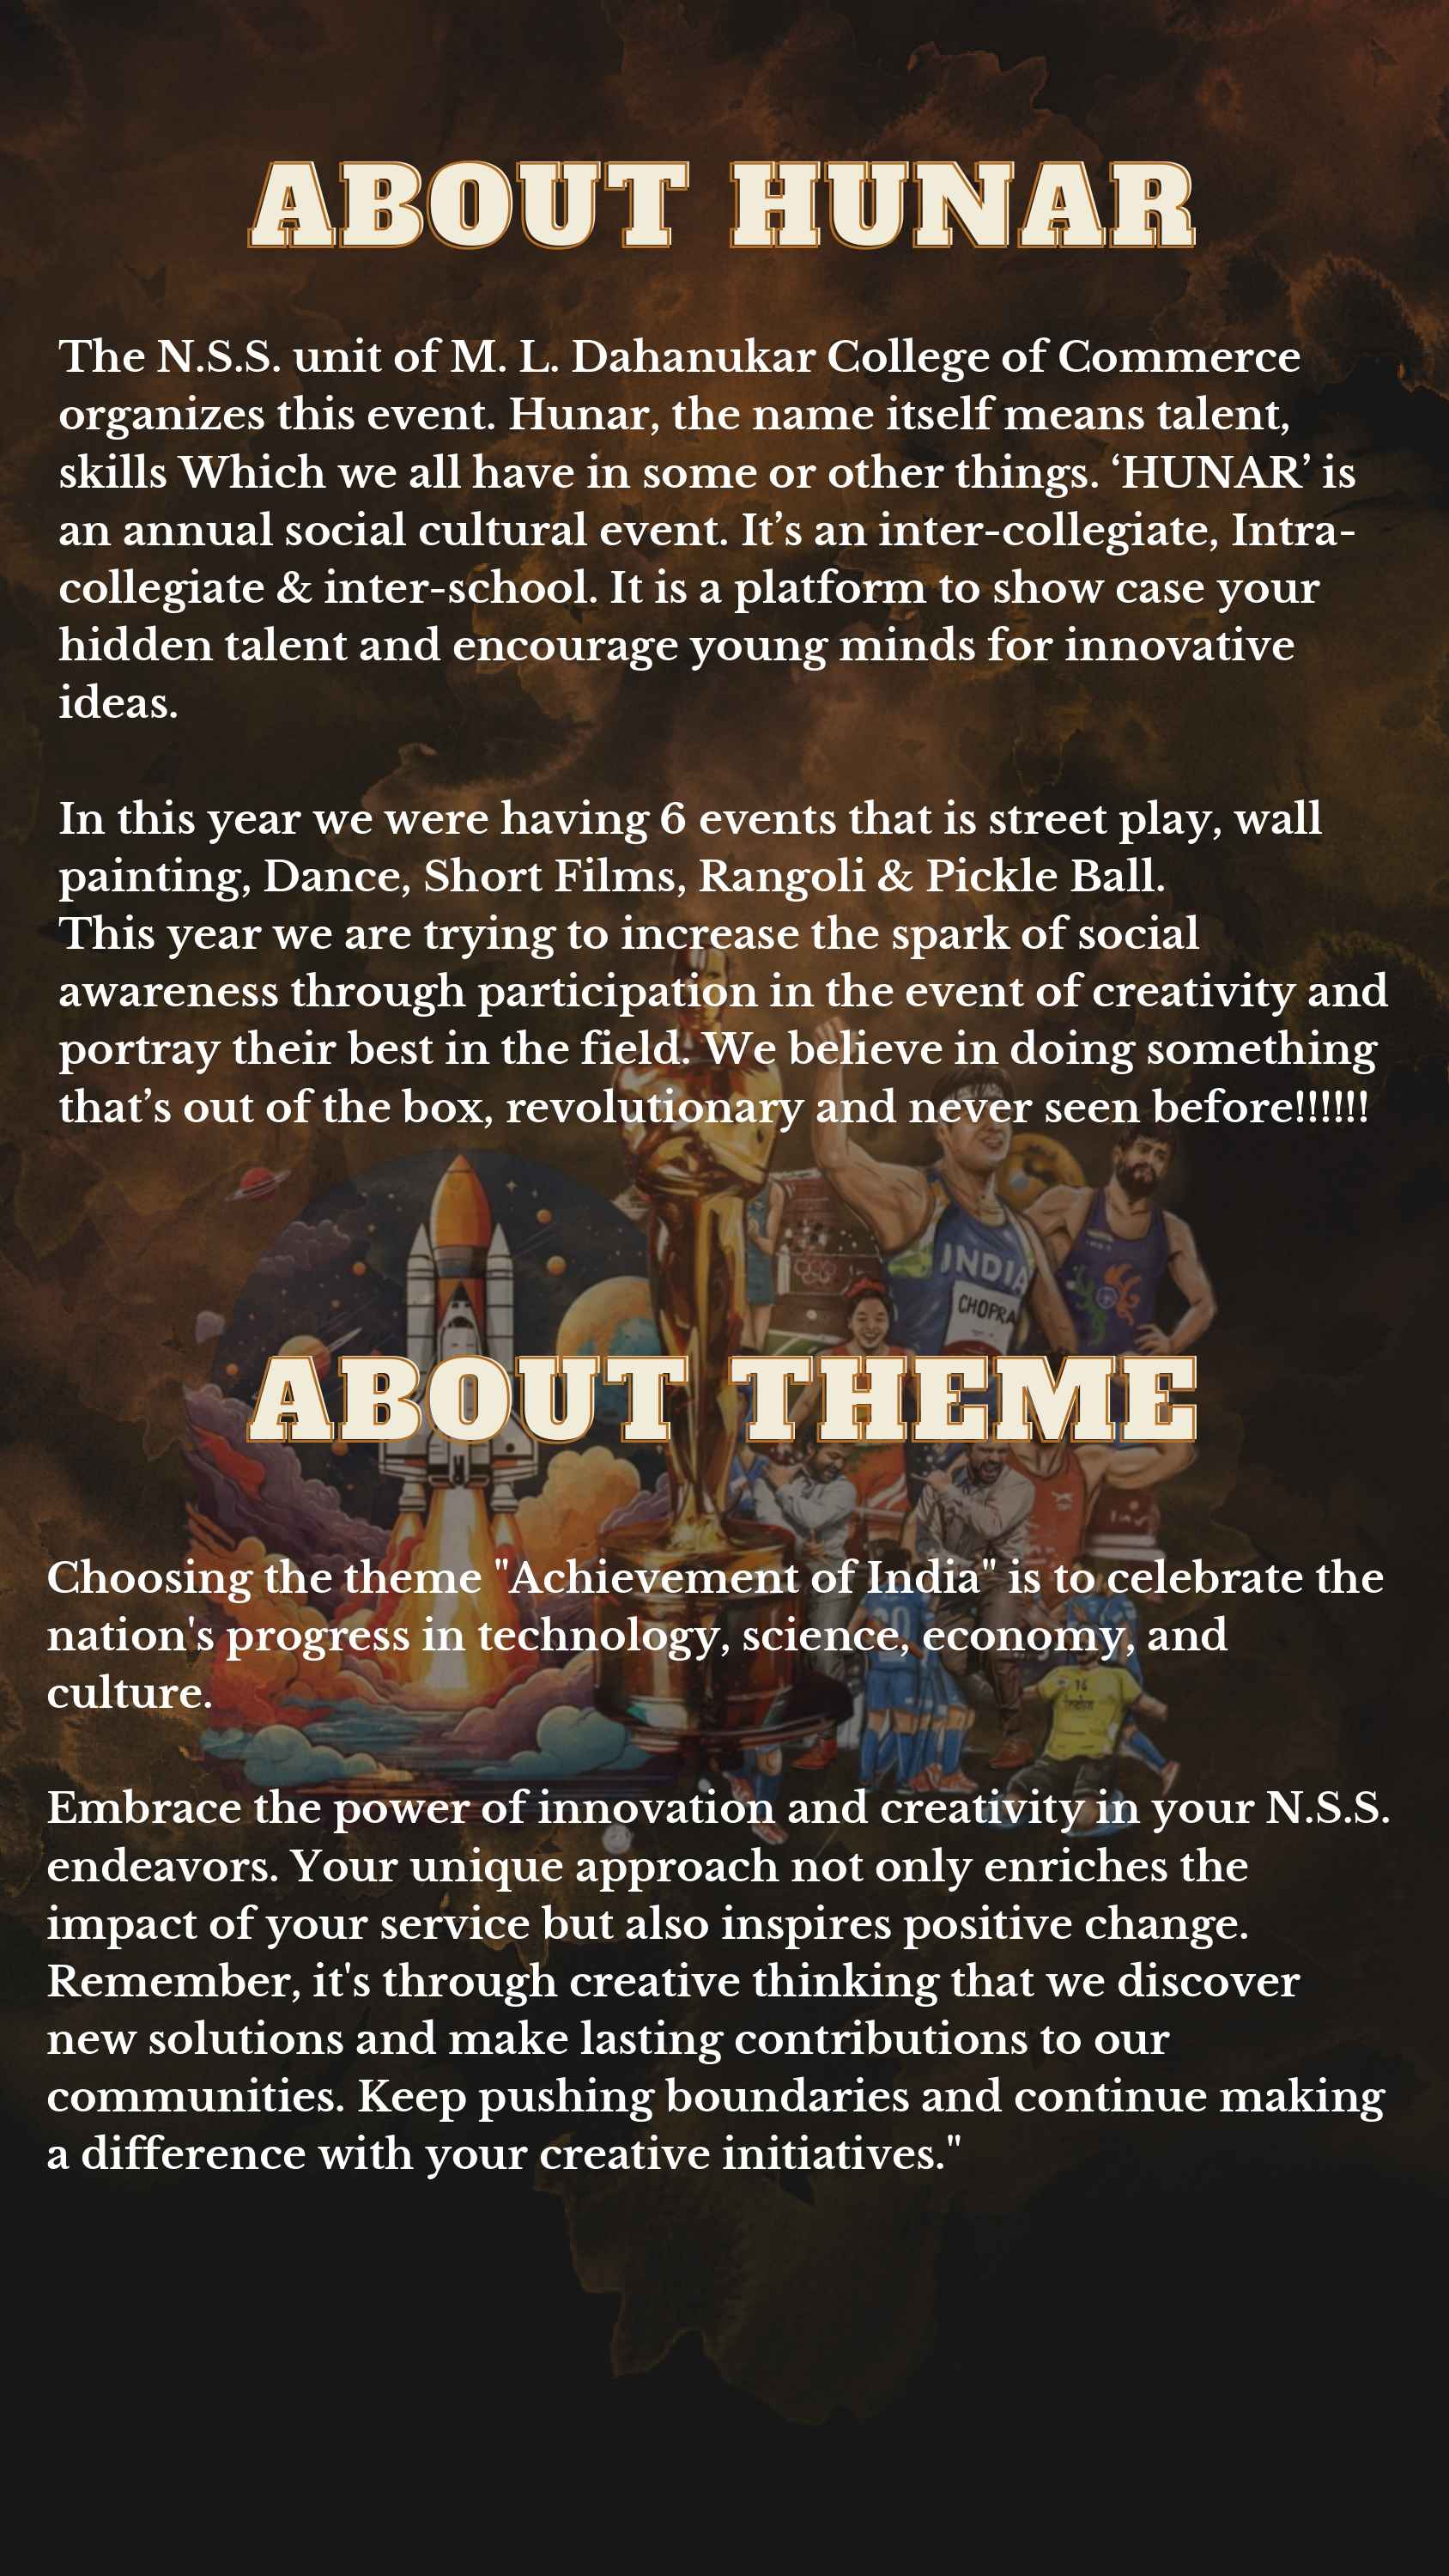 ABOUT HUNAR
The N.S.S. unit of M. L. Dahanukar College of Commerce
organizes this event. Hunar, the name itself means talent,
skills Which we all have in some or other things. ‘HUNAR’ is
an annual social cultural event. It’s an inter-collegiate, Intra-
collegiate & inter-school. It is a platform to show case your
hidden talent and encourage young minds for innovative
ideas.
In this year we were having 6 events that is street play, wall
painting, Dance, Short Films, Rangoli & Pickle Ball.
This year we are trying to increase the spark of social
awareness through participation in the event of creativity and
portray their best in the field. We believe in doing something
that’s out of the box, revolutionary and never seen before!!!!!!
INDIA
CHOPRA
ABOUT THEME
Choosing the theme "Achievement of India" is to celebrate the
nation's progress in technology, science, economy, and
culture.
16
Embrace the power of innovation and creativity in your N.S.S.
endeavors. Your unique approach not only enriches the
impact of your service but also inspires positive change.
Remember, it's through creative thinking that we discover
new solutions and make lasting contributions to our
communities. Keep pushing boundaries and continue making
a difference with your creative initiatives."